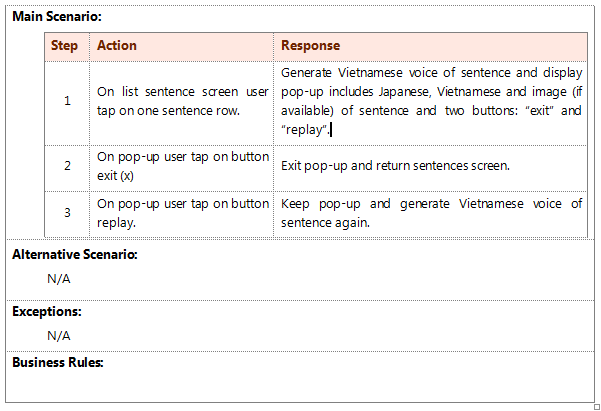 Main Scenario:
Step Action Response
Generate Vietnamese voice of sentence and display
On list sentence screen user pop-up includes Japanese, Vietnamese and image (if
1 tap on one sentence row. available) of sentence and two buttons: “exit” and
“replay”.
On pop-up user tap on button
2 exit (x) Exit pop-up and return sentences screen.
On pop-up user tap on button Keep pop-up and generate Vietnamese voice of
3 replay. sentence again.
Alternative Scenario:
N/A
Exceptions:
N/A
Business Rules: